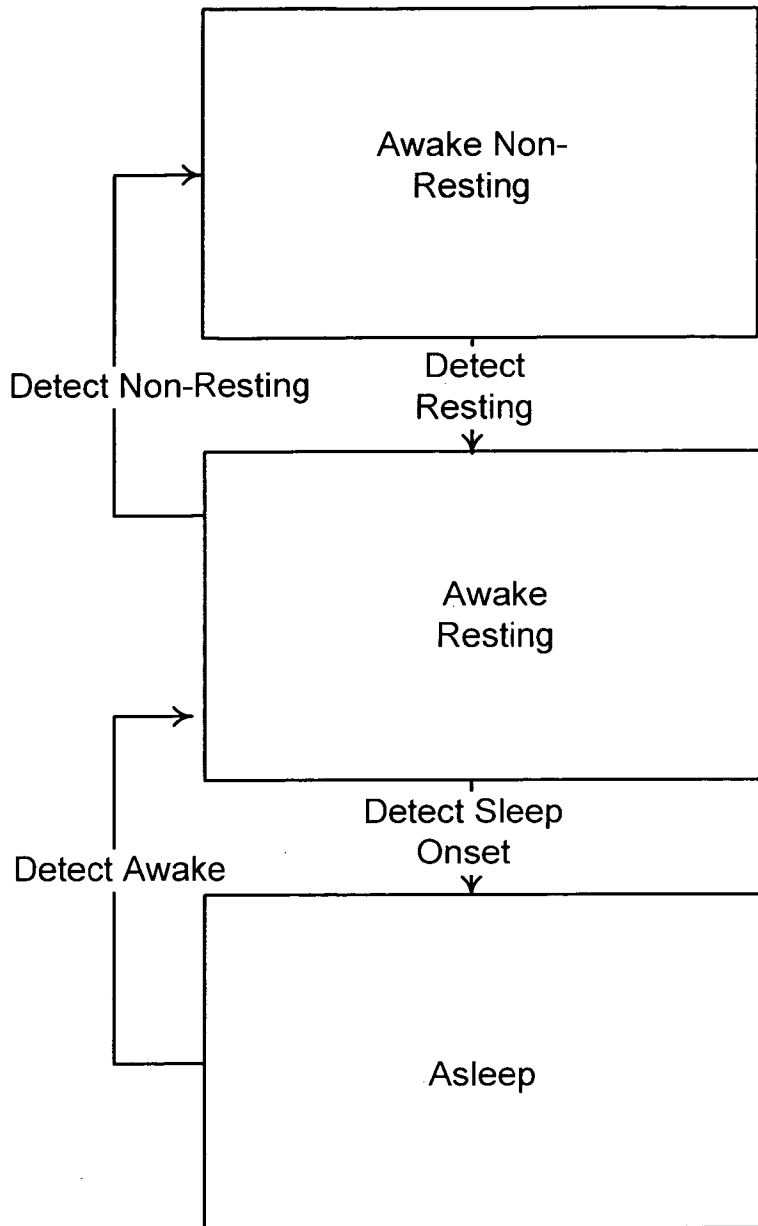 Awake Non-
Resting
Detect Non-Resting
Detect
Resting
Awake
Resting
Detect Sleep
Onset
Detect Awake
Asleep